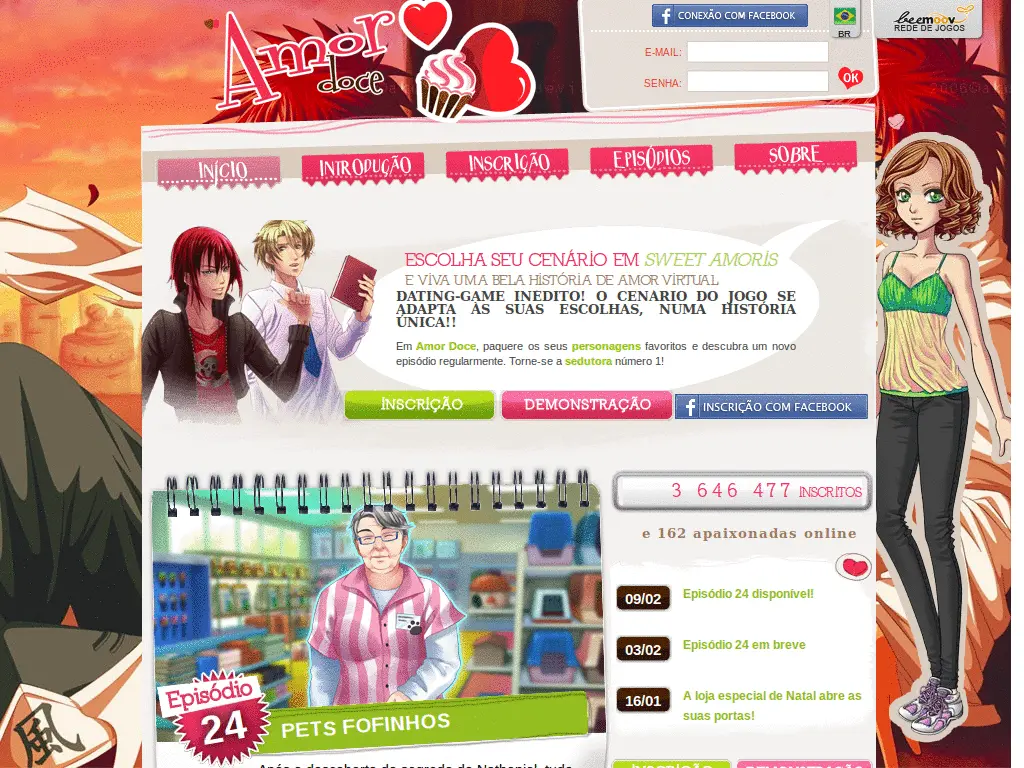 Amor
doce
CONEXÃO COM FACEBOOK
BR
beemoov
REDE DE JOGOS
E-MAIL:
SENHA:
OK
INÍCIO
INTRODUÇÃO
INSCRIÇÃO
EPISÓDIOS
SOBRE
ESCOLHA SEU CENÁRIO EM SWEET AMORIS
E VIVA UMA BELA HISTÓRIA DE AMOR VIRTUAL
DATING-GAME INEDITO! O CENARIO DO JOGO SE
ADAPTA ÀS SUAS ESCOLHAS, NUMA HISTÓRIA
ÚNICA!!
Em Amor Doce, paquere os seus personagens favoritos e descubra um novo
episódio regularmente. Torne-se a sedutora número 1!
INSCRIÇÃO
DEMONSTRAÇÃO
INSCRIÇÃO COM FACEBOOK
3 646 477 INSCRITOS
e 162 apaixonadas online
09/02 Episódio 24 disponível!
03/02 Episódio 24 em breve
16/01 A loja especial de Natal abre as
suas portas!
Episódio
24
PETS FOFINHOS
Após a descoberta do segredo de Nathaniel, tudo
INSCRIÇÃO
DEMONSTRAÇÃO
風